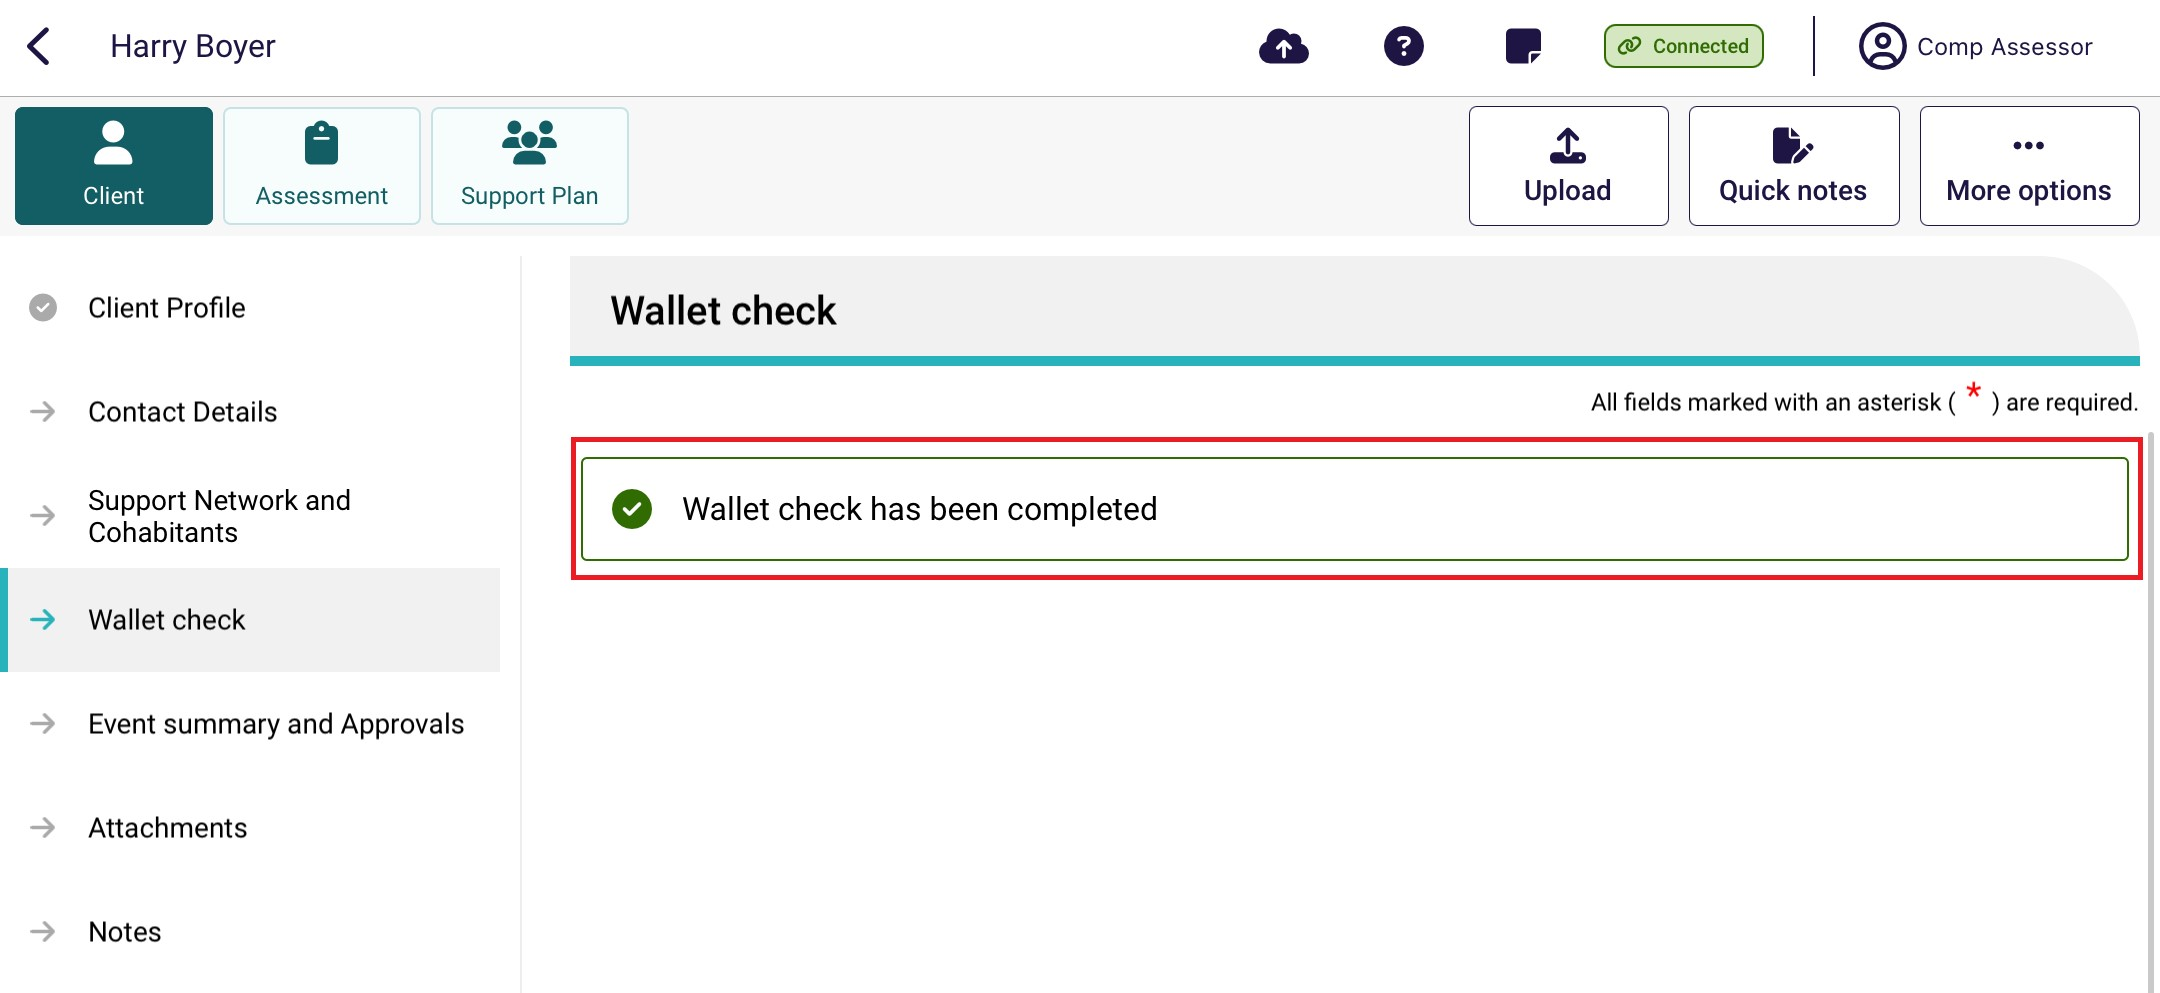 Harry Boyer
Connected
Comp Assessor
Client
Assessment
Support Plan
Upload
Quick notes
More options
Client Profile
Contact Details
Support Network and
Cohabitants
Wallet check
Event summary and Approvals
Attachments
Notes
Wallet check
All fields marked with an asterisk ( * ) are required.
Wallet check has been completed